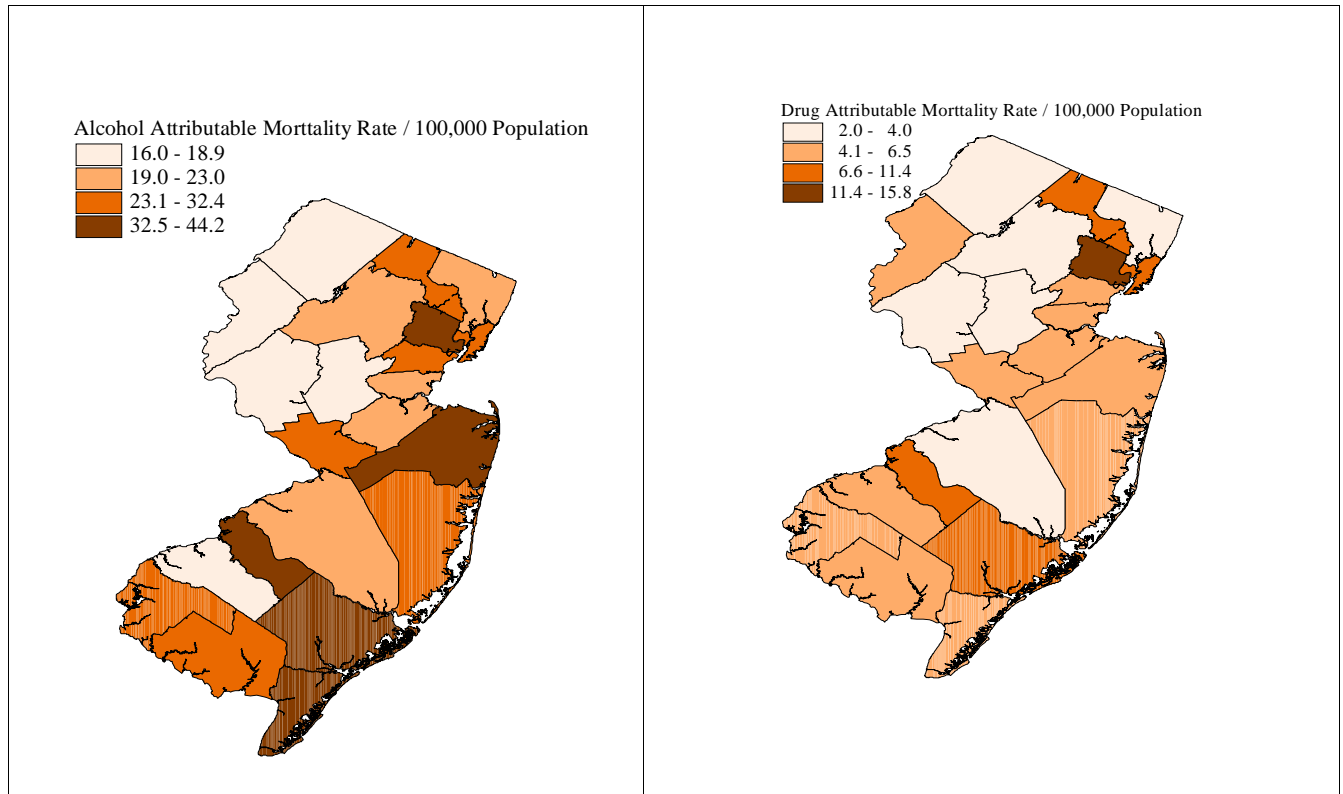 Alcohol Attributable Morttality Rate / 100,000 Population
16.0 - 18.9
19.0 - 23.0
23.1 - 32.4
32.5 - 44.2
Drug Attributable Morttality Rate / 100,000 Population
2.0 - 4.0
4.1 - 6.5
6.6 - 11.4
11.4 - 15.8